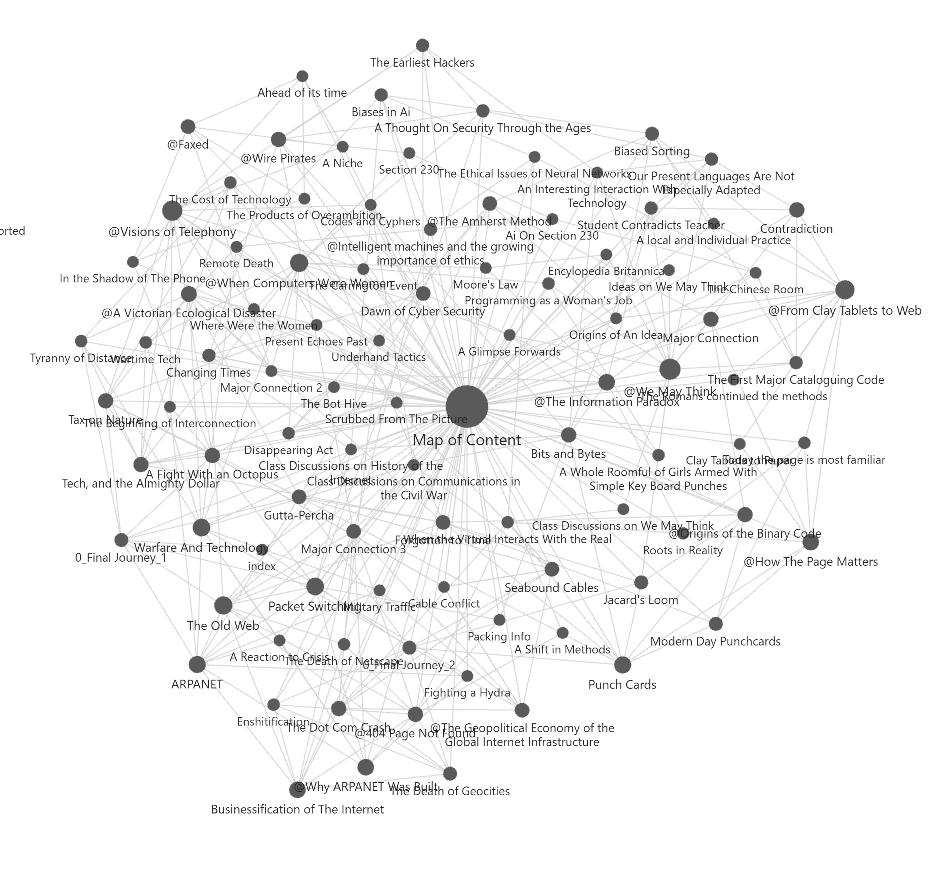 The Earliest Hackers
Ahead of its time
Biases in Ai
A Thought On Security Through the Ages
@Faxed
@Wire Pirates
A Niche
Section 230
The Ethical Issues of Neural Networks
Biased Sorting
Our Present Languages Are Not
Especially Adapted
An Interesting Interaction With
Technology
The Cost of Technology
The Products of Overambition
Codes and Cyphers
@The Amherst Method
Ai On Section 230
Student Contradicts Teacher
A local and Individual Practice
Contradiction
orted
@Visions of Telephony
@Intelligent machines and the growing
importance of ethics
Remote Death
In the Shadow of The Phone
@When Computers Were Women
The Carrington Event
Moore's Law
Encylopedia Britannica
Programming as a Woman's Job
Ideas on We May Think
The Chinese Room
@A Victorian Ecological Disaster
Dawn of Cyber Security
@From Clay Tablets to Web
Where Were the Women
Present Echoes Past
Origins of An Idea
Major Connection
Tyranny of Distance
Wartime Tech
Changing Times
Underhand Tactics
A Glimpse Forwards
Major Connection 2
@We May Think
The First Major Cataloguing Code
The Romans continued the methods
The Bot Hive
@The Information Paradox
Tax on Nature
The Beginning of Interconnection
Scrubbed From The Picture
Map of Content
Disappearing Act
Bits and Bytes
Clay Tablets to Paper
Today the page is most familiar
Class Discussions on History of the
Internet
A Fight With an Octopus
Tech, and the Almighty Dollar
Class Discussions on Communications in
the Civil War
A Whole Roomful of Girls Armed With
Simple Key Board Punches
Gutta-Percha
Class Discussions on We May Think
@Origins of the Binary Code
Warfare And Technology
Major Connection 3
When the Virtual Interacts With the Real
Roots in Reality
0_Final Journey_1
index
@How The Page Matters
Seabound Cables
Jacard's Loom
The Old Web
Packet Switching
Military Traffic
Cable Conflict
Packing Info
A Shift in Methods
Modern Day Punchcards
A Reaction to Crisis
The Death of Netscape
0_Final Journey_2
ARPANET
Fighting a Hydra
Punch Cards
Enshitification
The Dot Com Crash
@404 Page Not Found
@The Geopolitical Economy of the
Global Internet Infrastructure
@Why ARPANET Was Built
The Death of Geocities
Businessification of The Internet